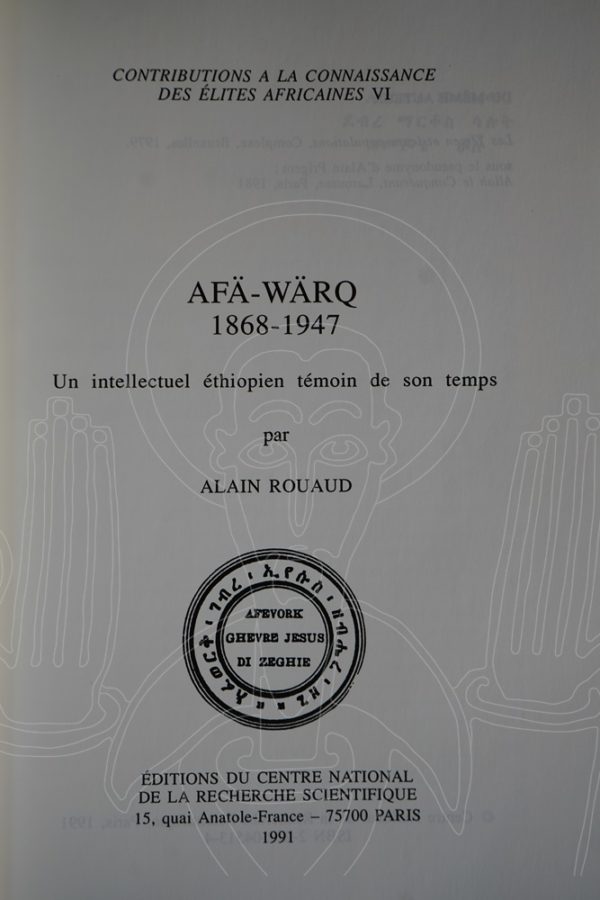 CONTRIBUTIONS A LA CONNAISSANCE
DES ÉLITES AFRICAINES VI
AFÄ-WÄRQ
1868-1947
Un intellectuel éthiopien témoin de son temps
par
ALAIN ROUAUD
AFEVORK
GHEVRE JESUS
DI ZEGHIE
ÉDITIONS DU CENTRE NATIONAL
DE LA RECHERCHE SCIENTIFIQUE
15, quai Anatole-France – 75700 PARIS
1991